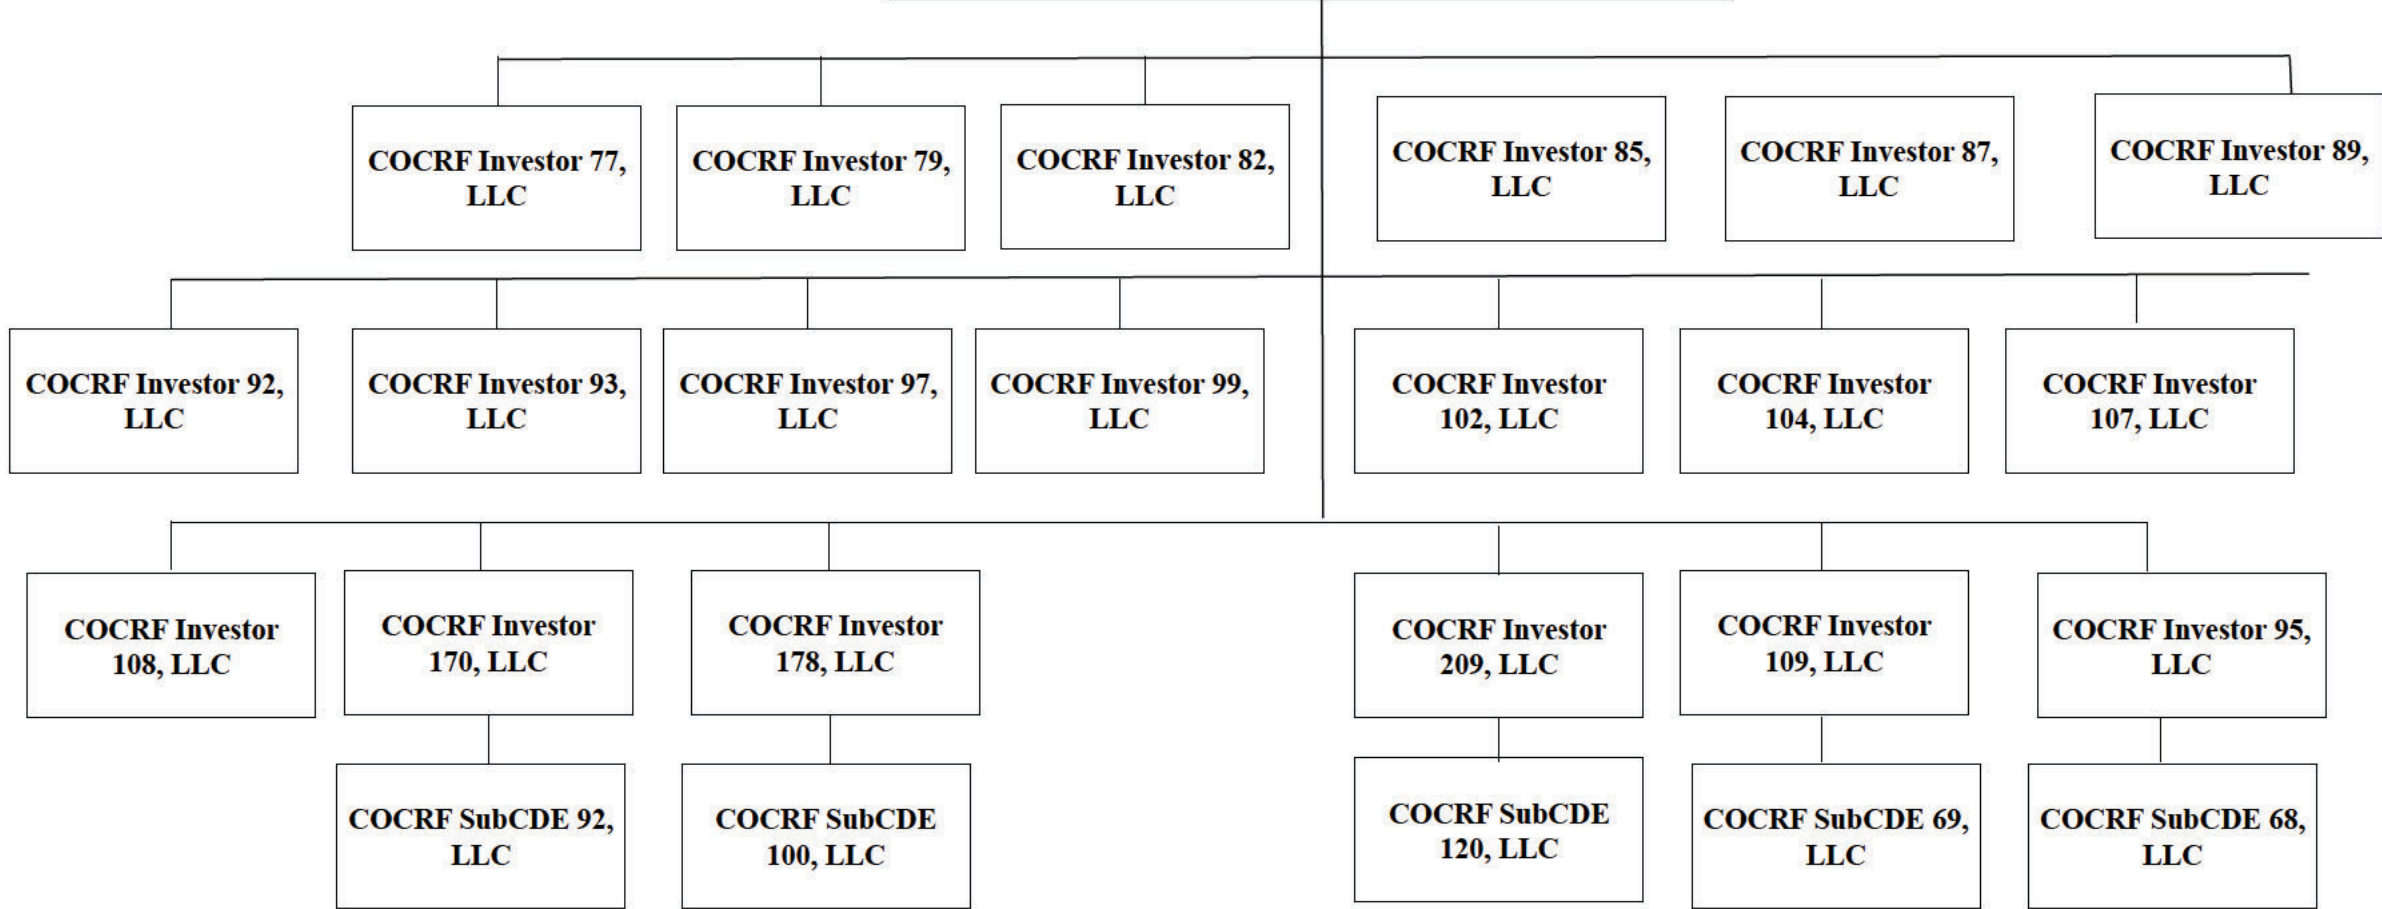 COCRF Investor 77,
LLC
COCRF Investor 79,
LLC
COCRF Investor 82,
LLC
COCRF Investor 85,
LLC
COCRF Investor 87,
LLC
COCRF Investor 89,
LLC
COCRF Investor 92,
LLC
COCRF Investor 93,
LLC
COCRF Investor 97,
LLC
COCRF Investor 99,
LLC
COCRF Investor
102, LLC
COCRF Investor
104, LLC
COCRF Investor
107, LLC
COCRF Investor
108, LLC
COCRF Investor
170, LLC
COCRF Investor
178, LLC
COCRF Investor
209, LLC
COCRF Investor
109, LLC
COCRF Investor 95,
LLC
COCRF SubCDE 92,
LLC
COCRF SubCDE
100, LLC
COCRF SubCDE
120, LLC
COCRF SubCDE 69,
LLC
COCRF SubCDE 68,
LLC